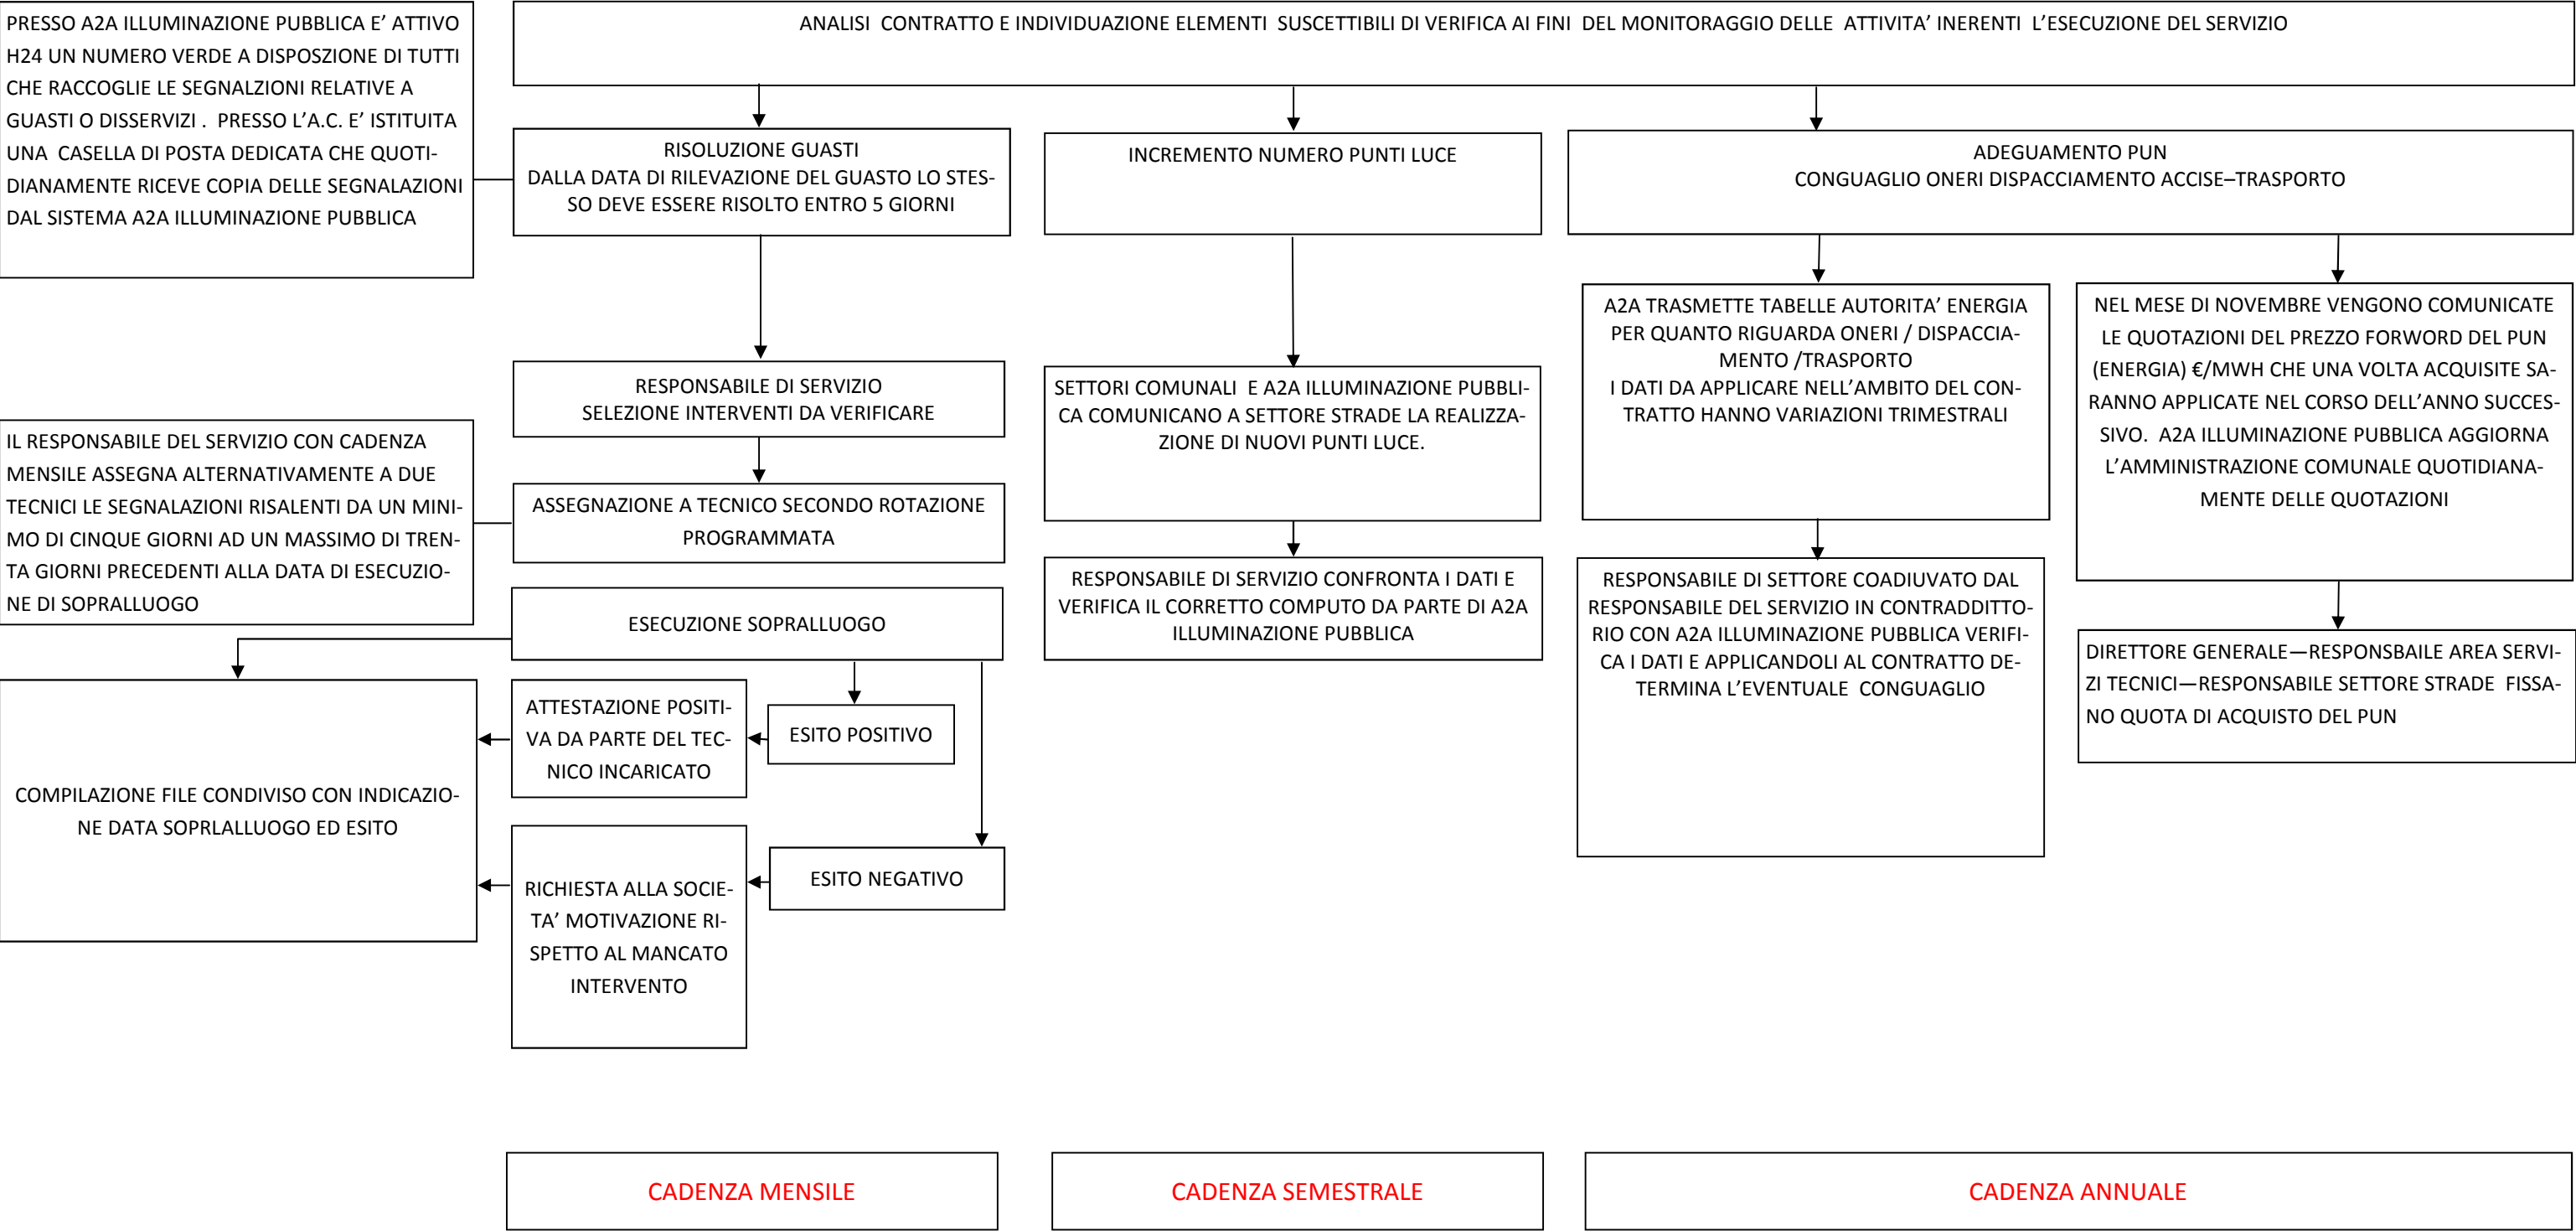 PRESSO A2A ILLUMINAZIONE PUBBLICA E’ ATTIVO
H24 UN NUMERO VERDE A DISPOSZIONE DI TUTTI
CHE RACCOGLIE LE SEGNALZIONI RELATIVE A
GUASTI O DISSERVIZI . PRESSO L’A.C. E’ ISTITUITA
UNA CASELLA DI POSTA DEDICATA CHE QUOTI-
DIANAMENTE RICEVE COPIA DELLE SEGNALAZIONI
DAL SISTEMA A2A ILLUMINAZIONE PUBBLICA
ANALISI CONTRATTO E INDIVIDUAZIONE ELEMENTI SUSCETTIBILI DI VERIFICA AI FINI DEL MONITORAGGIO DELLE ATTIVITA’ INERENTI L’ESECUZIONE DEL SERVIZIO
RISOLUZIONE GUASTI
DALLA DATA DI RILEVAZIONE DEL GUASTO LO STES-
SO DEVE ESSERE RISOLTO ENTRO 5 GIORNI
INCREMENTO NUMERO PUNTI LUCE
ADEGUAMENTO PUN
CONGUAGLIO ONERI DISPACCIAMENTO ACCISE–TRASPORTO
RESPONSABILE DI SERVIZIO
SELEZIONE INTERVENTI DA VERIFICARE
SETTORI COMUNALI E A2A ILLUMINAZIONE PUBBLI-
CA COMUNICANO A SETTORE STRADE LA REALIZZA-
ZIONE DI NUOVI PUNTI LUCE.
A2A TRASMETTE TABELLE AUTORITA’ ENERGIA
PER QUANTO RIGUARDA ONERI / DISPACCIA-
MENTO /TRASPORTO
I DATI DA APPLICARE NELL’AMBITO DEL CON-
TRATTO HANNO VARIAZIONI TRIMESTRALI
NEL MESE DI NOVEMBRE VENGONO COMUNICATE
LE QUOTAZIONI DEL PREZZO FORWORD DEL PUN
(ENERGIA) €/MWH CHE UNA VOLTA ACQUISITE SA-
RANNO APPLICATE NEL CORSO DELL’ANNO SUCCES-
SIVO. A2A ILLUMINAZIONE PUBBLICA AGGIORNA
L’AMMINISTRAZIONE COMUNALE QUOTIDIANA-
MENTE DELLE QUOTAZIONI
IL RESPONSABILE DEL SERVIZIO CON CADENZA
MENSILE ASSEGNA ALTERNATIVAMENTE A DUE
TECNICI LE SEGNALAZIONI RISALENTI DA UN MINI-
MO DI CINQUE GIORNI AD UN MASSIMO DI TREN-
TA GIORNI PRECEDENTI ALLA DATA DI ESECUZIO-
NE DI SOPRALLUOGO
ASSEGNAZIONE A TECNICO SECONDO ROTAZIONE
PROGRAMMATA
RESPONSABILE DI SERVIZIO CONFRONTA I DATI E
VERIFICA IL CORRETTO COMPUTO DA PARTE DI A2A
ILLUMINAZIONE PUBBLICA
RESPONSABILE DI SETTORE COADIUVATO DAL
RESPONSABILE DEL SERVIZIO IN CONTRADDITTO-
RIO CON A2A ILLUMINAZIONE PUBBLICA VERIFI-
CA I DATI E APPLICANDOLI AL CONTRATTO DE-
TERMINA L’EVENTUALE CONGUAGLIO
DIRETTORE GENERALE—RESPONSBAILE AREA SERVI-
ZI TECNICI—RESPONSABILE SETTORE STRADE FISSA-
NO QUOTA DI ACQUISTO DEL PUN
ESECUZIONE SOPRALLUOGO
ATTESTAZIONE POSITI-
VA DA PARTE DEL TEC-
NICO INCARICATO
ESITO POSITIVO
COMPILAZIONE FILE CONDIVISO CON INDICAZIO-
NE DATA SOPRLALLUOGO ED ESITO
RICHIESTA ALLA SOCIE-
TA’ MOTIVAZIONE RI-
SPETTO AL MANCATO
INTERVENTO
ESITO NEGATIVO
CADENZA MENSILE
CADENZA SEMESTRALE
CADENZA ANNUALE